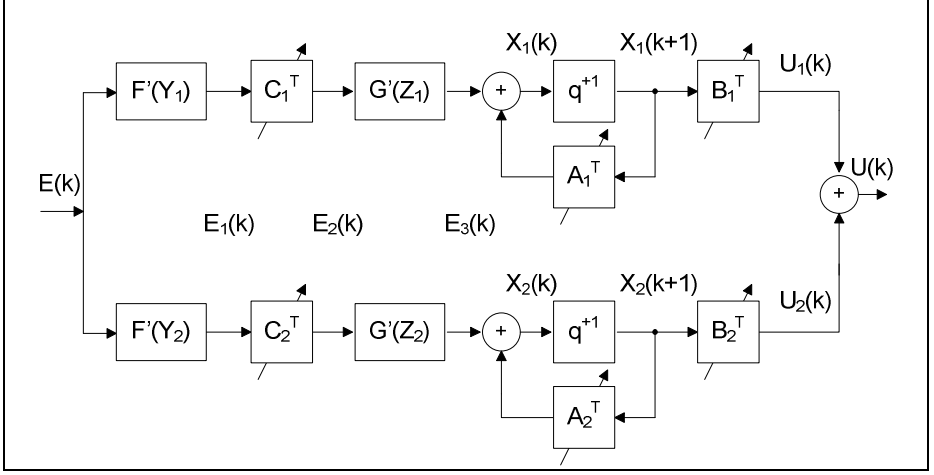 X₁(k) X₁(k+1) U₁(k)
F'(Y₁) C₁ᵀ G'(Z₁) + q⁺¹ B₁ᵀ
A₁ᵀ
E(k) + U(k)
E₁(k) E₂(k) E₃(k)
X₂(k) X₂(k+1) U₂(k)
F'(Y₂) C₂ᵀ G'(Z₂) + q⁺¹ B₂ᵀ
A₂ᵀ